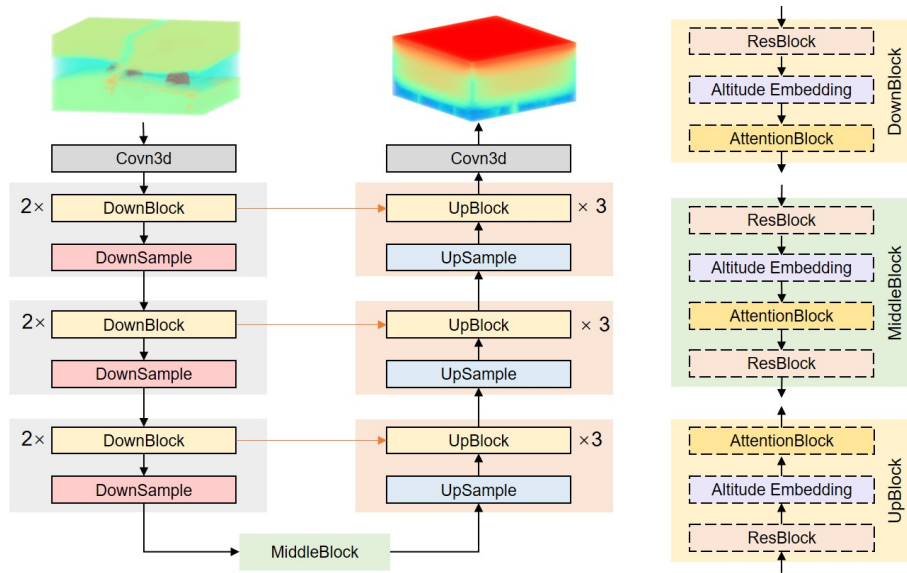 Covn3d
2×
DownBlock
DownSample
2×
DownBlock
DownSample
2×
DownBlock
DownSample
MiddleBlock
Covn3d
UpBlock
× 3
UpSample
UpBlock
× 3
UpSample
UpBlock
×3
UpSample
ResBlock
Altitude Embedding
AttentionBlock
DownBlock
ResBlock
Altitude Embedding
AttentionBlock
ResBlock
MiddleBlock
AttentionBlock
Altitude Embedding
ResBlock
UpBlock